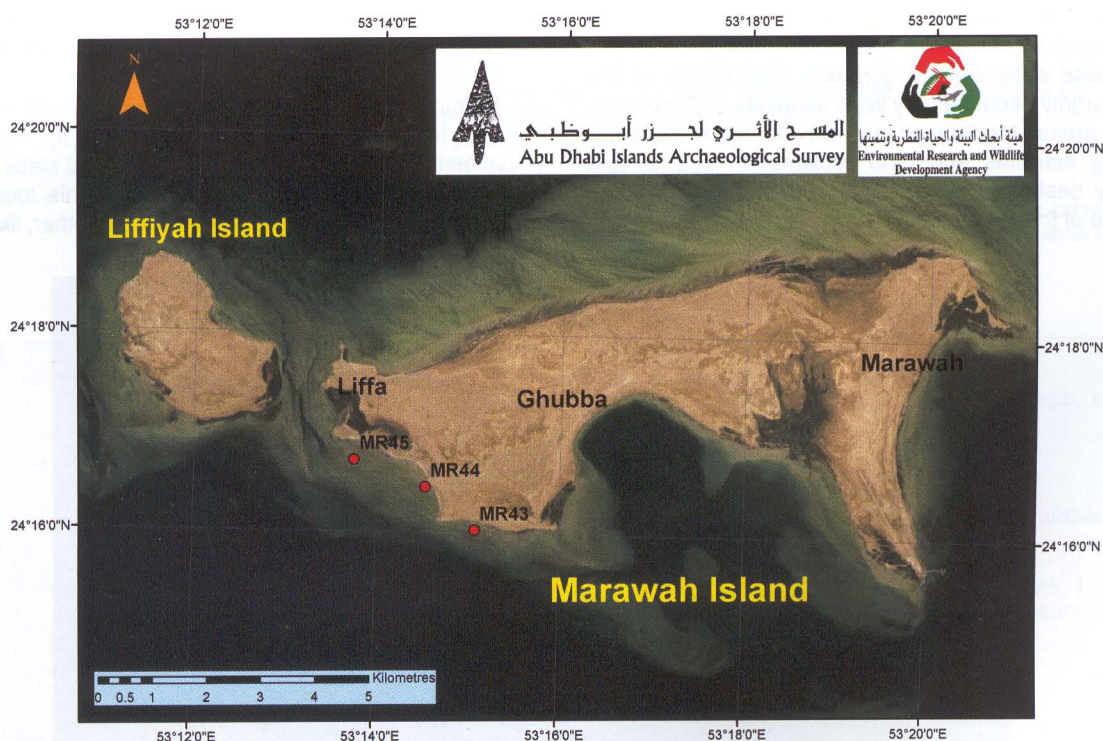 53°12'0"E
53°14'0"E
53°16'0"E
53°18'0"E
53°20'0"E
N
المسح الأثري لجزر أبوظبي
Abu Dhabi Islands Archaeological Survey
هيئة أبحاث البيئة والحياة الفطرية وتنميتها
Environmental Research and Wildlife
Development Agency
24°20'0"N
24°20'0"N
Liffiyah Island
24°18'0"N
24°18'0"N
Marawah
Liffa
Ghubba
MR45
MR44
MR43
24°16'0"N
24°16'0"N
Marawah Island
Kilometres
0 0.5 1 2 3 4 5
53°12'0"E
53°14'0"E
53°16'0"E
53°18'0"E
53°20'0"E